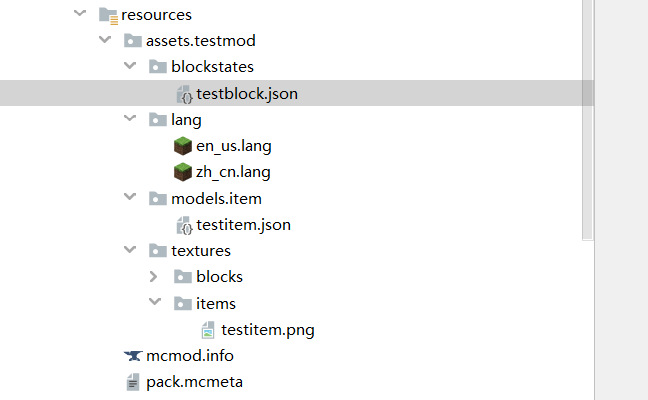 resources
assets.testmod
blockstates
testblock.json
lang
en_us.lang
zh_cn.lang
models.item
testitem.json
textures
blocks
items
testitem.png
mcmod.info
pack.mcmeta